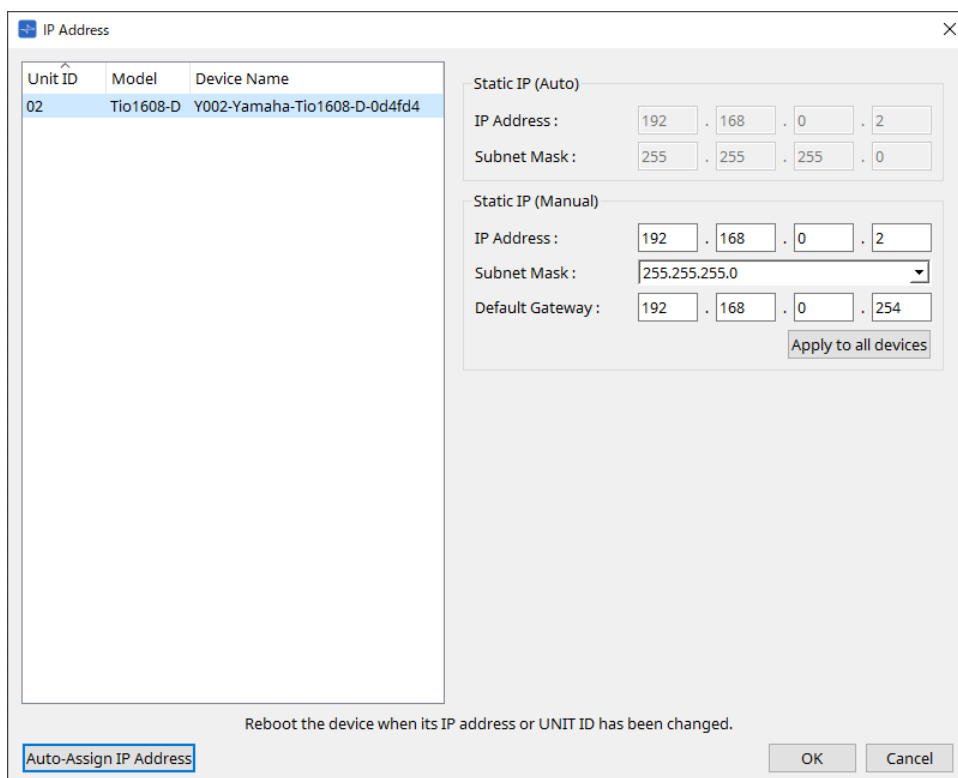 IP Address
Unit ID Model Device Name
02 Tio1608-D Y002-Yamaha-Tio1608-D-0d4fd4
Static IP (Auto)
IP Address : 192 . 168 . 0 . 2
Subnet Mask : 255 . 255 . 255 . 0
Static IP (Manual)
IP Address : 192 . 168 . 0 . 2
Subnet Mask : 255.255.255.0
Default Gateway : 192 . 168 . 0 . 254
Apply to all devices
Reboot the device when its IP address or UNIT ID has been changed.
Auto-Assign IP Address OK Cancel